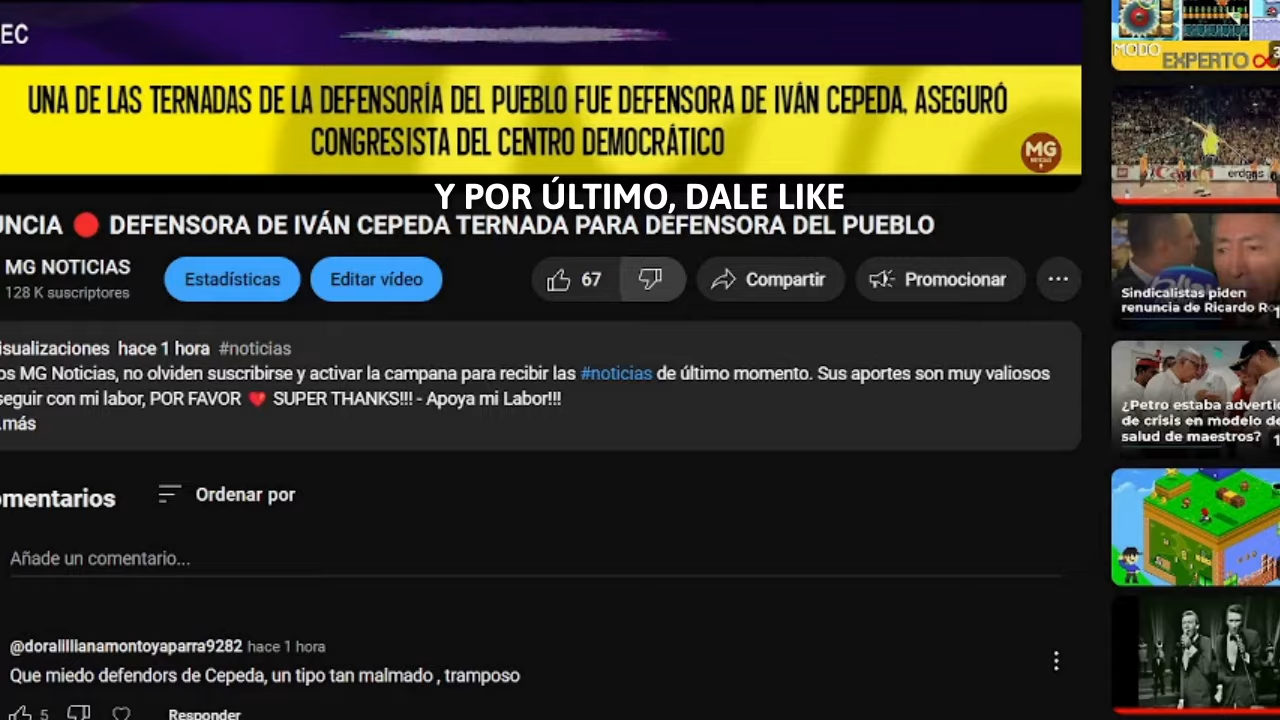 EC
UNA DE LAS TERNADAS DE LA DEFENSORÍA DEL PUEBLO FUE DEFENSORA DE IVÁN CEPEDA, ASEGURÓ
CONGRESISTA DEL CENTRO DEMOCRÁTICO
MG
Y POR ÚLTIMO, DALE LIKE
UNCIA 🔴 DEFENSORA DE IVÁN CEPEDA TERNADA PARA DEFENSORA DEL PUEBLO
MG NOTICIAS
128 K suscriptores
Estadísticas
Editar vídeo
67
Compartir
Promocionar
isualizaciones hace 1 hora #noticias
os MG Noticias, no olviden suscribirse y activar la campana para recibir las #noticias de último momento. Sus aportes son muy valiosos
seguir con mi labor, POR FAVOR 💔 SUPER THANKS!!! - Apoya mi Labor!!!
.más
omentarios
Ordenar por
Añade un comentario...
@doralilllanamontoyaparra9282 hace 1 hora
Que miedo defendors de Cepeda, un tipo tan malmado , tramposo
5
Responder
MODO
EXPERTO
Sindicalistas piden
renuncia de Ricardo R
¿Petro estaba adverti
de crisis en modelo de
salud de maestros?